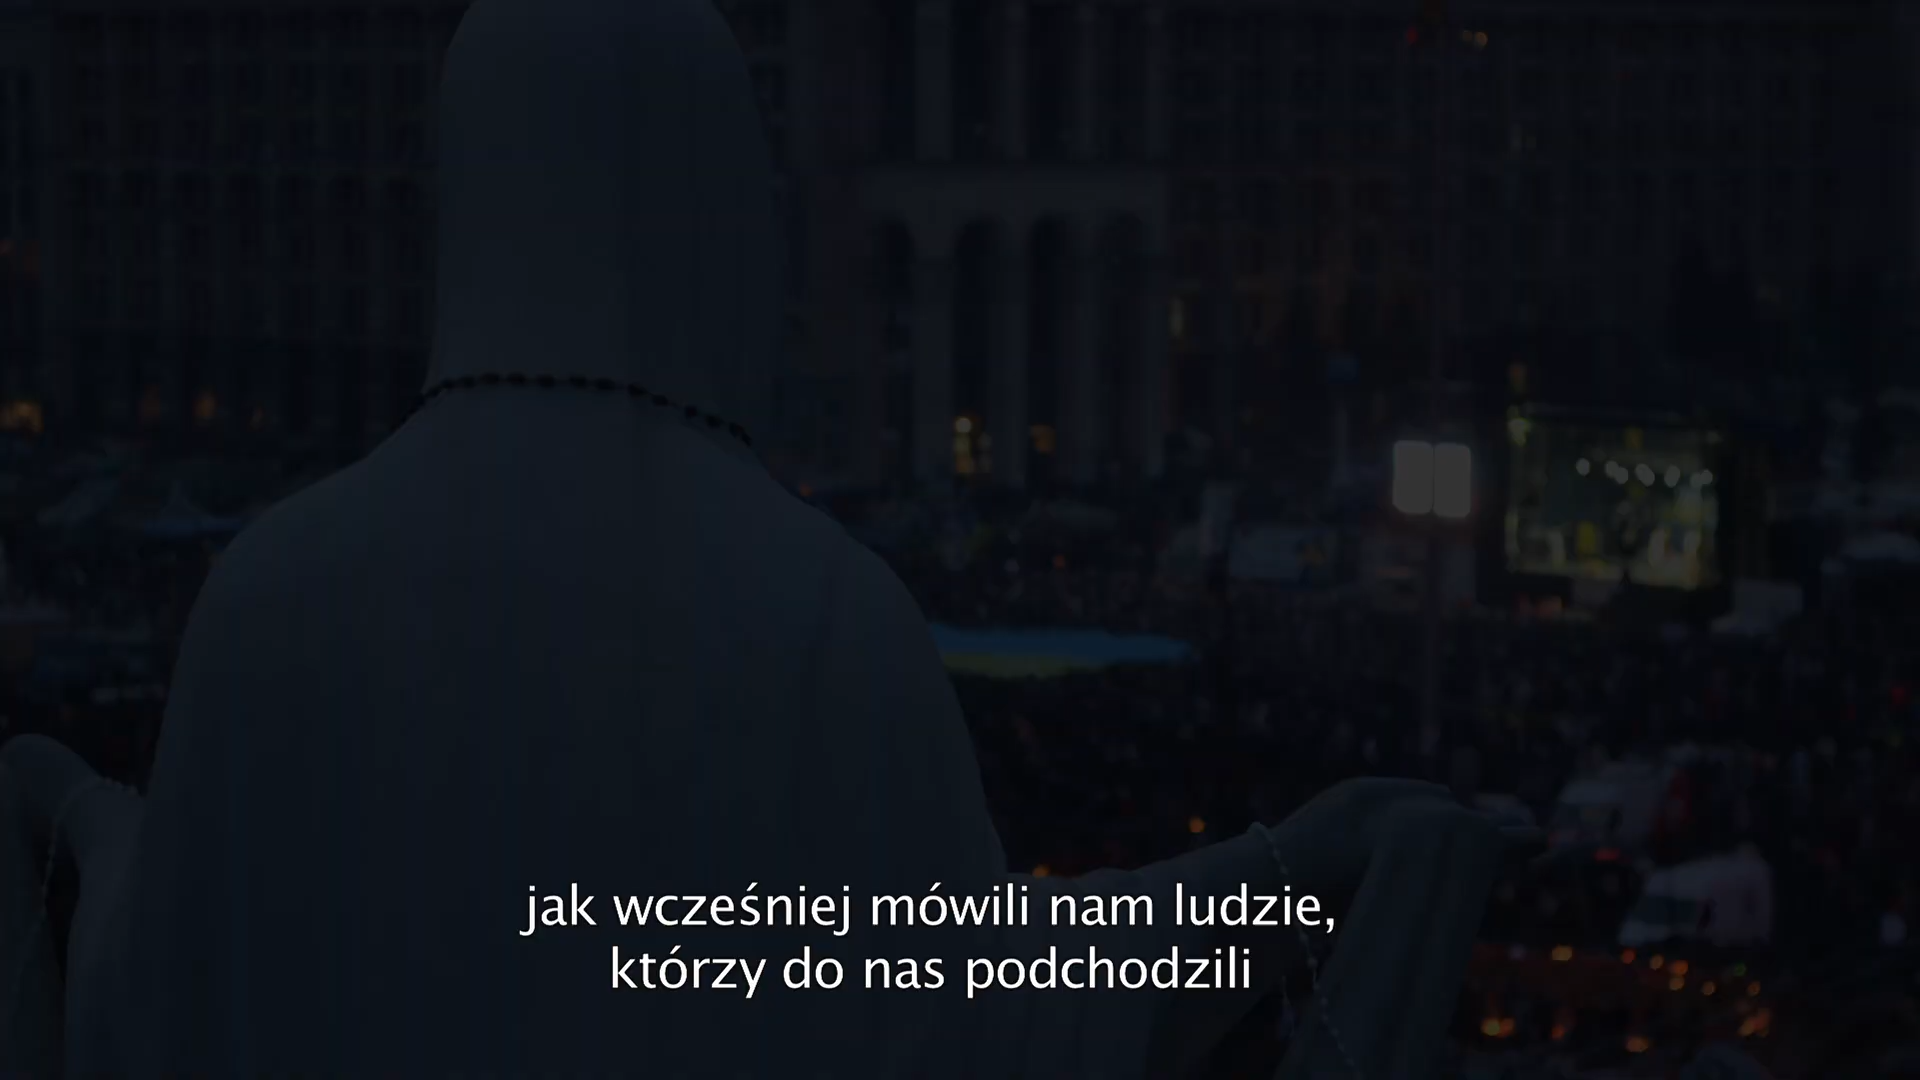 jak wcześniej mówili nam ludzie,
którzy do nas podchodzili